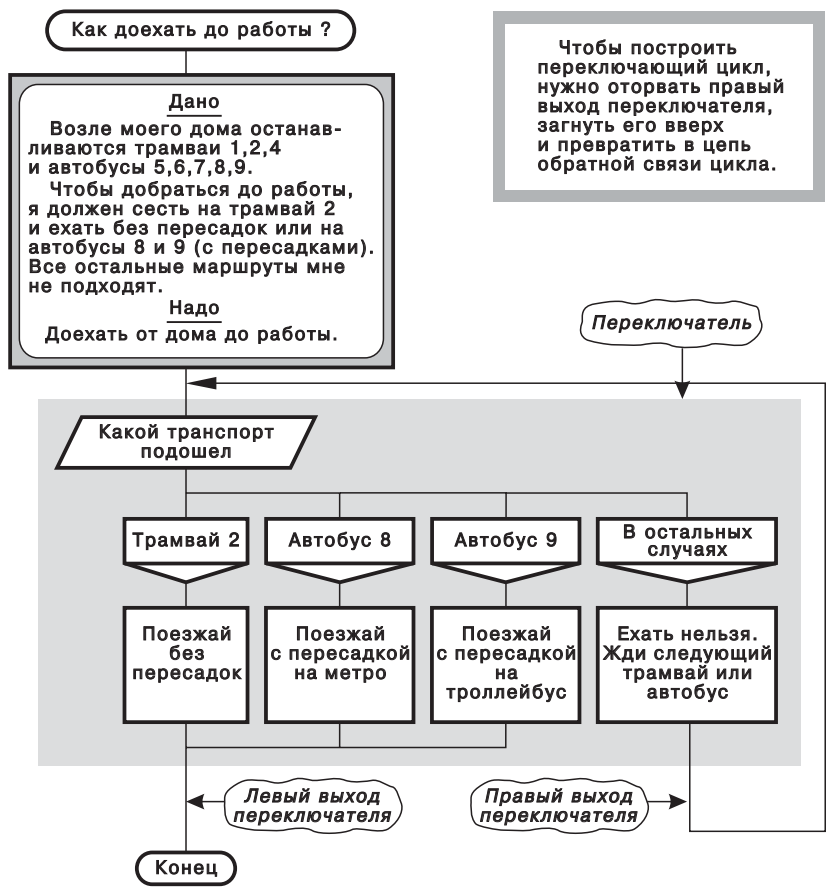 Как доехать до работы ?
Дано
Возле моего дома останав-
ливаются трамваи 1,2,4
и автобусы 5,6,7,8,9.
Чтобы добраться до работы,
я должен сесть на трамвай 2
и ехать без пересадок или на
автобусы 8 и 9 (с пересадками).
Все остальные маршруты мне
не подходят.
Надо
Доехать от дома до работы.
Чтобы построить
переключающий цикл,
нужно оторвать правый
выход переключателя,
загнуть его вверх
и превратить в цепь
обратной связи цикла.
Переключатель
Какой транспорт
подошел
Трамвай 2
Автобус 8
Автобус 9
В остальных
случаях
Поезжай
без
пересадок
Поезжай
с пересадкой
на метро
Поезжай
с пересадкой
на
троллейбус
Ехать нельзя.
Жди следующий
трамвай или
автобус
Левый выход
переключателя
Правый выход
переключателя
Конец